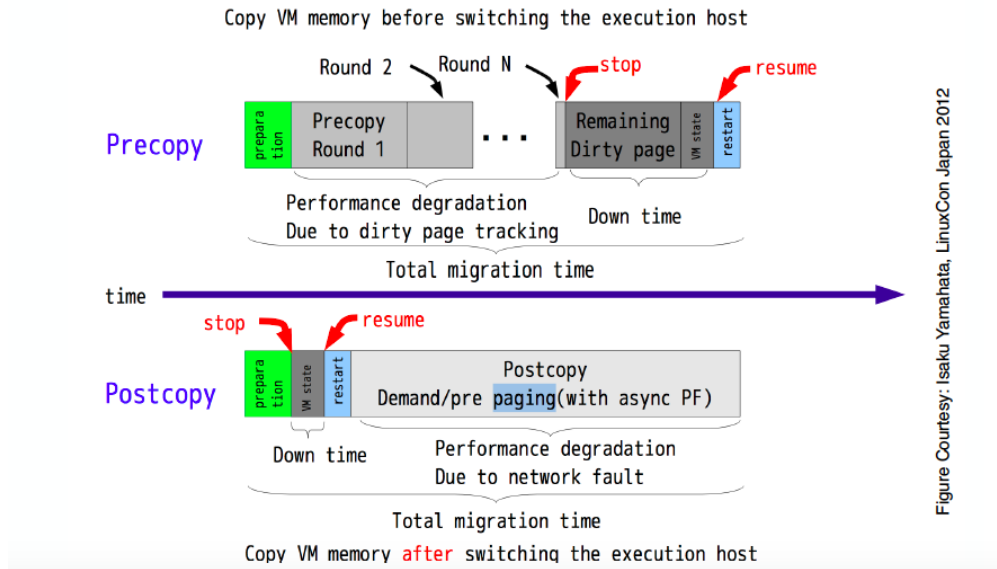 Copy VM memory before switching the execution host
Round 2
Round N
stop
resume
Precopy
prepara
tion
Precopy
Round 1
...
Remaining
Dirty page
VM state
restart
Performance degradation
Due to dirty page tracking
Down time
Total migration time
time
stop
resume
Postcopy
prepara
tion
VM state
restart
Postcopy
Demand/pre paging(with async PF)
Down time
Performance degradation
Due to network fault
Total migration time
Copy VM memory after switching the execution host
Figure Courtesy: Isaku Yamahata, LinuxCon Japan 2012